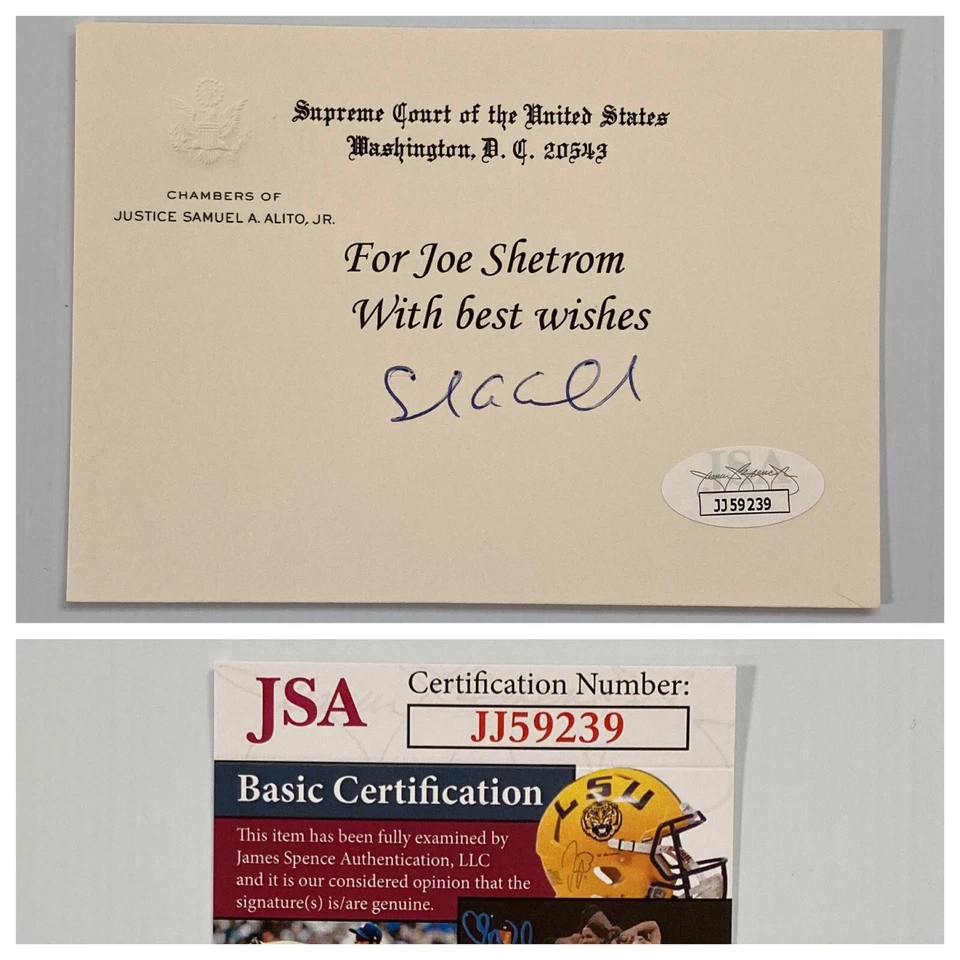 Supreme Court of the United States
Washington, D. C. 20543
CHAMBERS OF
JUSTICE SAMUEL A. ALITO, JR.
For Joe Shetrom
With best wishes
JSA
JJ59239
JSA
Certification Number:
JJ59239
Basic Certification
LSU
This item has been fully examined by
James Spence Authentication, LLC
and it is our considered opinion that the
signature(s) is/are genuine.